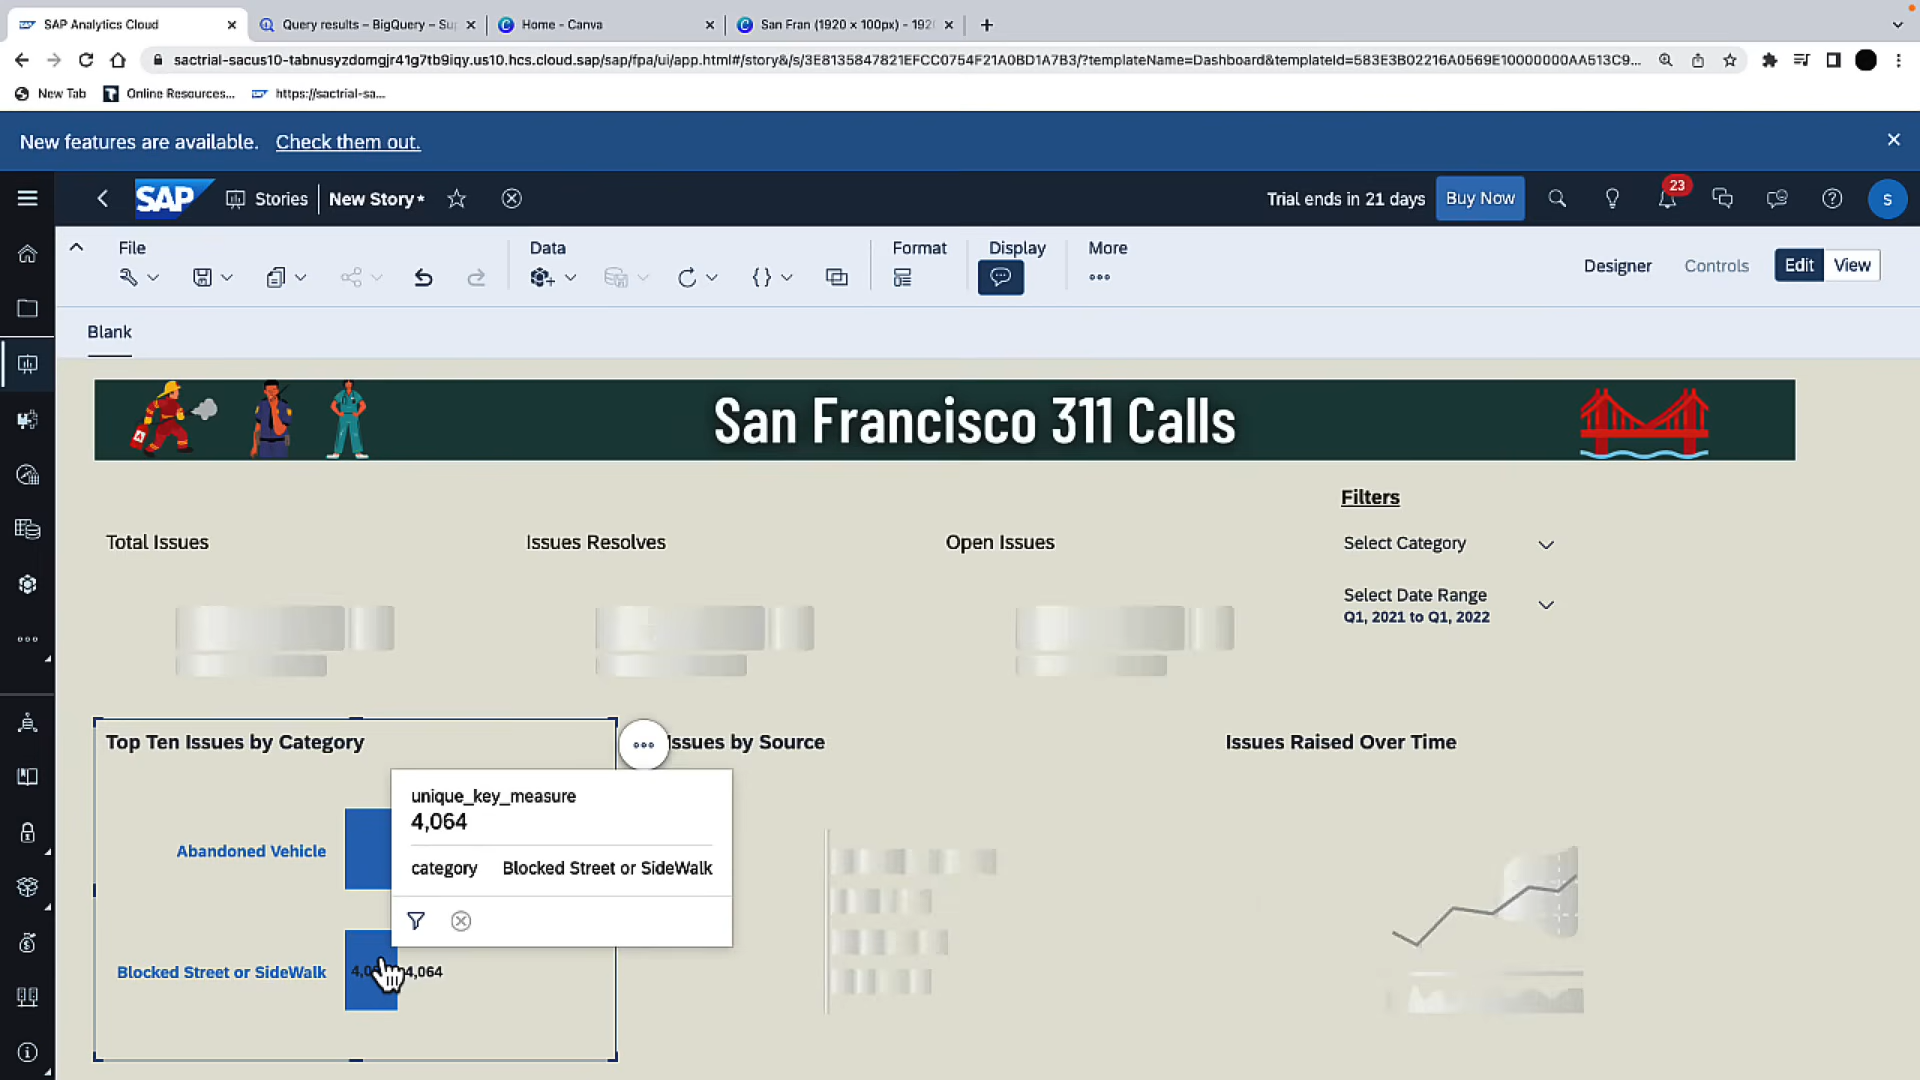 SAP Analytics Cloud
Query results – BigQuery – Su
Home - Canva
San Fran (1920 × 100px) - 192
sactrial-sacus10-tabnusyzdomgjr41g7tb9iqy.us10.hcs.cloud.sap/sap/fpa/ui/app.html#/story&/s/3E8135847821EFCC0754F21A0BD1A7B3/?templateName=Dashboard&templateId=583E3B02216A0569E10000000AA513C9...
New Tab
Online Resources...
https://sactrial-sa...
New features are available. Check them out.
SAP
Stories
New Story*
Trial ends in 21 days
Buy Now
23
S
File
Data
Format
Display
More
Designer
Controls
Edit
View
Blank
San Francisco 311 Calls
Filters
Total Issues
Issues Resolves
Open Issues
Select Category
Select Date Range
Q1, 2021 to Q1, 2022
Top Ten Issues by Category
Issues by Source
Issues Raised Over Time
unique_key_measure
4,064
category Blocked Street or SideWalk
Abandoned Vehicle
Blocked Street or SideWalk
4,064